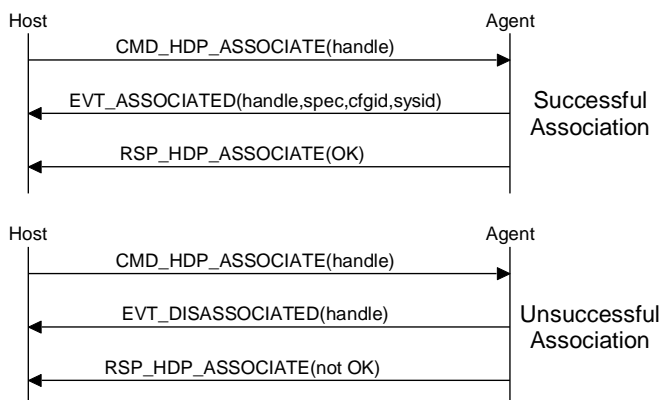 Host Agent
CMD_HDP_ASSOCIATE(handle)
EVT_ASSOCIATED(handle,spec,cfgid,sysid)
Successful
Association
RSP_HDP_ASSOCIATE(OK)
Host Agent
CMD_HDP_ASSOCIATE(handle)
EVT_DISASSOCIATED(handle)
Unsuccessful
Association
RSP_HDP_ASSOCIATE(not OK)